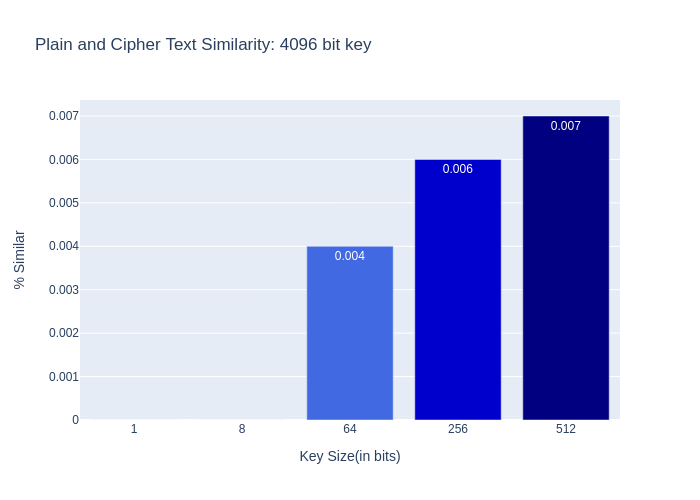 Plain and Cipher Text Similarity: 4096 bit key
0.007
0.006
0.005
0.004
0.003
0.002
0.001
0
% Similar
0.004
0.006
0.007
1 8 64 256 512
Key Size(in bits)